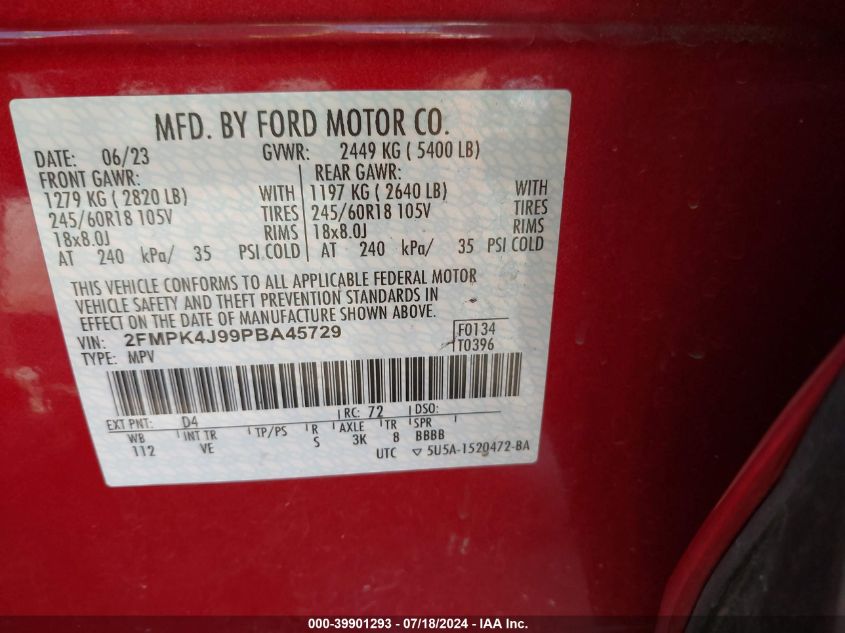 MFD. BY FORD MOTOR CO.
DATE: 06/23 GVWR: 2449 KG ( 5400 LB)
FRONT GAWR: REAR GAWR:
1279 KG ( 2820 LB) WITH 1197 KG ( 2640 LB) WITH
245/60R18 105V TIRES 245/60R18 105V TIRES
18x8.0J RIMS 18x8.0J RIMS
AT 240 kPa/ 35 PSI COLD AT 240 kPa/ 35 PSI COLD
THIS VEHICLE CONFORMS TO ALL APPLICABLE FEDERAL MOTOR
VEHICLE SAFETY AND THEFT PREVENTION STANDARDS IN
EFFECT ON THE DATE OF MANUFACTURE SHOWN ABOVE.
VIN: 2FMPK4J99PBA45729 F0134
TYPE: MPV T0396
EXT PNT: D4 RC: 72 DSO:
WB INT TR TP/PS R AXLE TR SPR
112 VE S 3K 8 BBBB
UTC ▽ 5U5A-1520472-BA
000-39901293 - 07/18/2024 - IAA Inc.